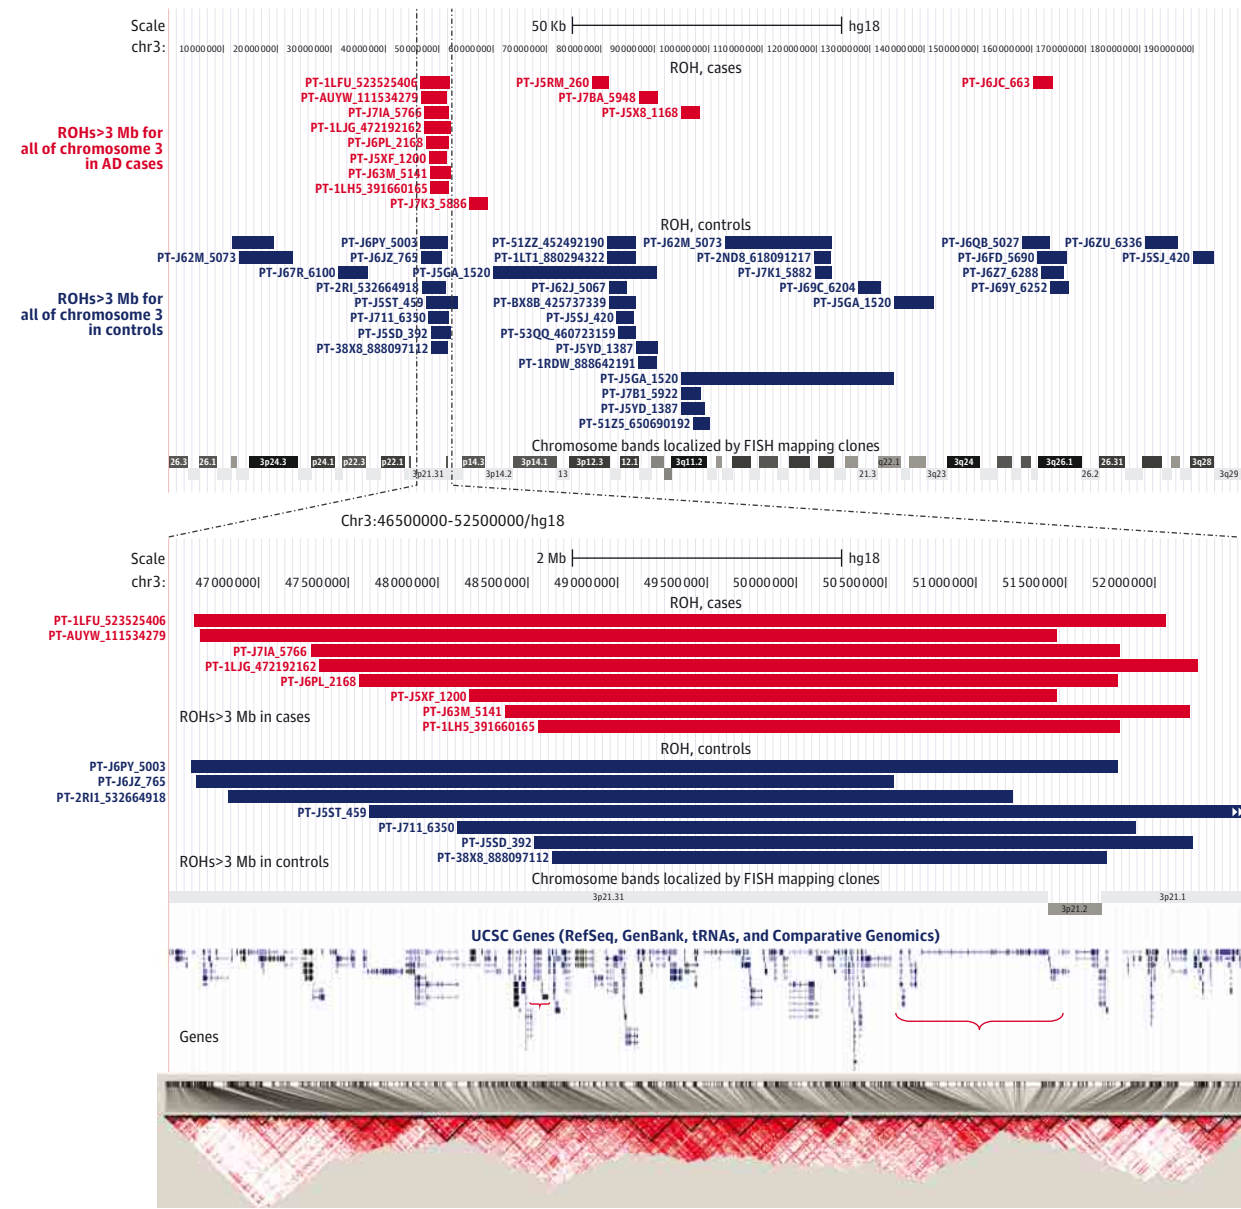 Scale 50 Kb hg18
chr3: 10000000| 20000000| 30000000| 40000000| 50000000| 60000000| 70000000| 80000000| 90000000| 100000000| 110000000| 120000000| 130000000| 140000000| 150000000| 160000000| 170000000| 180000000| 190000000|
ROH, cases
PT-1LFU_523525406 PT-J5RM_260 PT-J6JC_663
PT-AUYW_111534279 PT-J7BA_5948
PT-J7IA_5766 PT-J5X8_1168
PT-1LJG_472192162
PT-J6PL_2168
PT-J5XF_1200
PT-J63M_5141
PT-1LH5_391660165
PT-J7K3_5886
ROHs>3 Mb for
all of chromosome 3
in AD cases
ROH, controls
PT-J6PY_5003 PT-51ZZ_452492190 PT-J62M_5073 PT-J6QB_5027 PT-J6ZU_6336
PT-J62M_5073 PT-J6JZ_765 PT-1LT1_880294322 PT-2ND8_618091217 PT-J6FD_5690 PT-J5SJ_420
PT-J67R_6100 PT-J5GA_1520 PT-J7K1_5882 PT-J6Z7_6288
PT-2RI_532664918 PT-J62J_5067 PT-J69C_6204 PT-J69Y_6252
PT-J5ST_459 PT-BX8B_425737339 PT-J5GA_1520
PT-J711_6350 PT-J5SJ_420
PT-J5SD_392 PT-53QQ_460723159
PT-38X8_888097112 PT-J5YD_1387
PT-1RDW_888642191
PT-J5GA_1520
PT-J7B1_5922
PT-J5YD_1387
PT-51Z5_650690192
ROHs>3 Mb for
all of chromosome 3
in controls
Chromosome bands localized by FISH mapping clones
26.3 26.1 3p24.3 p24.1 p22.3 p22.1 p14.3 3p14.1 3p12.3 12.1 3q11.2 q22.1 3q24 3q26.1 26.31 3q28
3p21.31 3p14.2 13 21.3 3q23 26.2 3q29
Chr3:46500000-52500000/hg18
Scale 2 Mb hg18
chr3: 47000000| 47500000| 48000000| 48500000| 49000000| 49500000| 50000000| 50500000| 51000000| 51500000| 52000000|
ROH, cases
PT-1LFU_523525406
PT-AUYW_111534279
PT-J7IA_5766
PT-1LJG_472192162
PT-J6PL_2168
PT-J5XF_1200
PT-J63M_5141
PT-1LH5_391660165
ROHs>3 Mb in cases
ROH, controls
PT-J6PY_5003
PT-J6JZ_765
PT-2RI1_532664918
PT-J5ST_459
PT-J711_6350
PT-J5SD_392
PT-38X8_888097112
ROHs>3 Mb in controls
Chromosome bands localized by FISH mapping clones
3p21.31 3p21.1
3p21.2
UCSC Genes (RefSeq, GenBank, tRNAs, and Comparative Genomics)
Genes